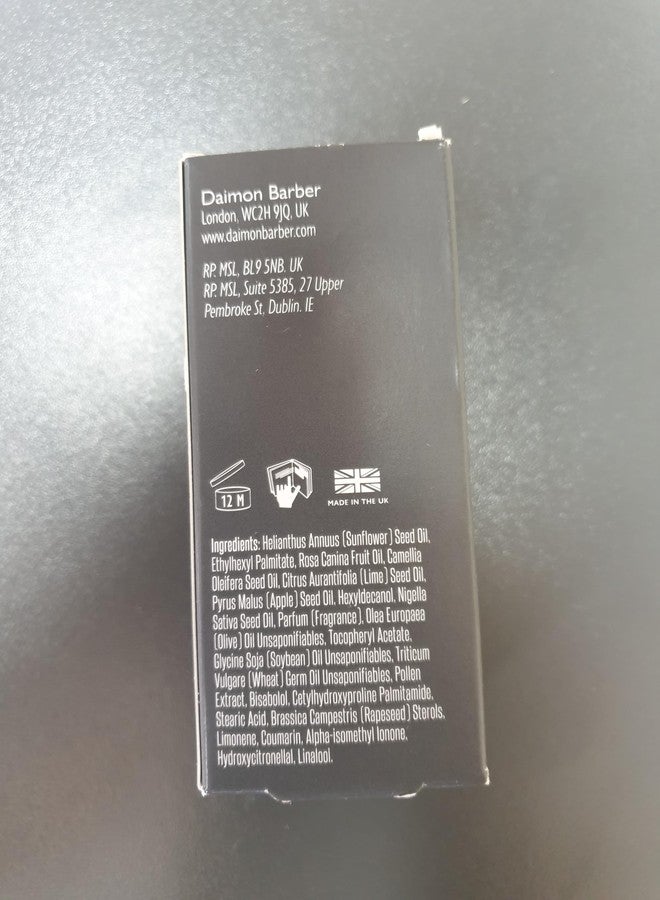 Daimon Barber
London, WC2H 9JQ, UK
www.daimonbarber.com
RP. MSL, BL9 5NB. UK
RP. MSL, Suite 5385, 27 Upper
Pembroke St. Dublin. IE
12 M
MADE IN THE UK
Ingredients: Helianthus Annuus (Sunflower) Seed Oil,
Ethylhexyl Palmitate, Rosa Canina Fruit Oil, Camellia
Oleifera Seed Oil, Citrus Aurantifolia (Lime) Seed Oil,
Pyrus Malus (Apple) Seed Oil, Hexyldecanol, Nigella
Sativa Seed Oil, Parfum (Fragrance), Olea Europaea
(Olive) Oil Unsaponifiables, Tocopheryl Acetate,
Glycine Soja (Soybean) Oil Unsaponifiables, Triticum
Vulgare (Wheat) Germ Oil Unsaponifiables, Pollen
Extract, Bisabolol, Cetylhydroxyproline Palmitamide,
Stearic Acid, Brassica Campestris (Rapeseed) Sterols,
Limonene, Coumarin, Alpha-isomethyl Ionone,
Hydroxycitronellal, Linalool.